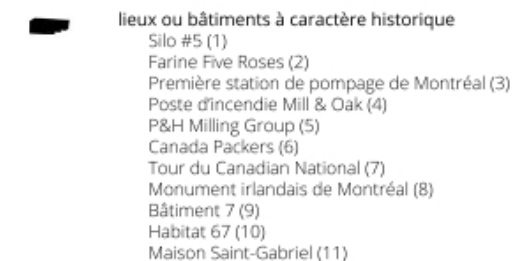 lieux ou bâtiments à caractère historique
Silo #5 (1)
Farine Five Roses (2)
Première station de pompage de Montréal (3)
Poste d'incendie Mill & Oak (4)
P&H Milling Group (5)
Canada Packers (6)
Tour du Canadian National (7)
Monument irlandais de Montréal (8)
Bâtiment 7 (9)
Habitat 67 (10)
Maison Saint-Gabriel (11)